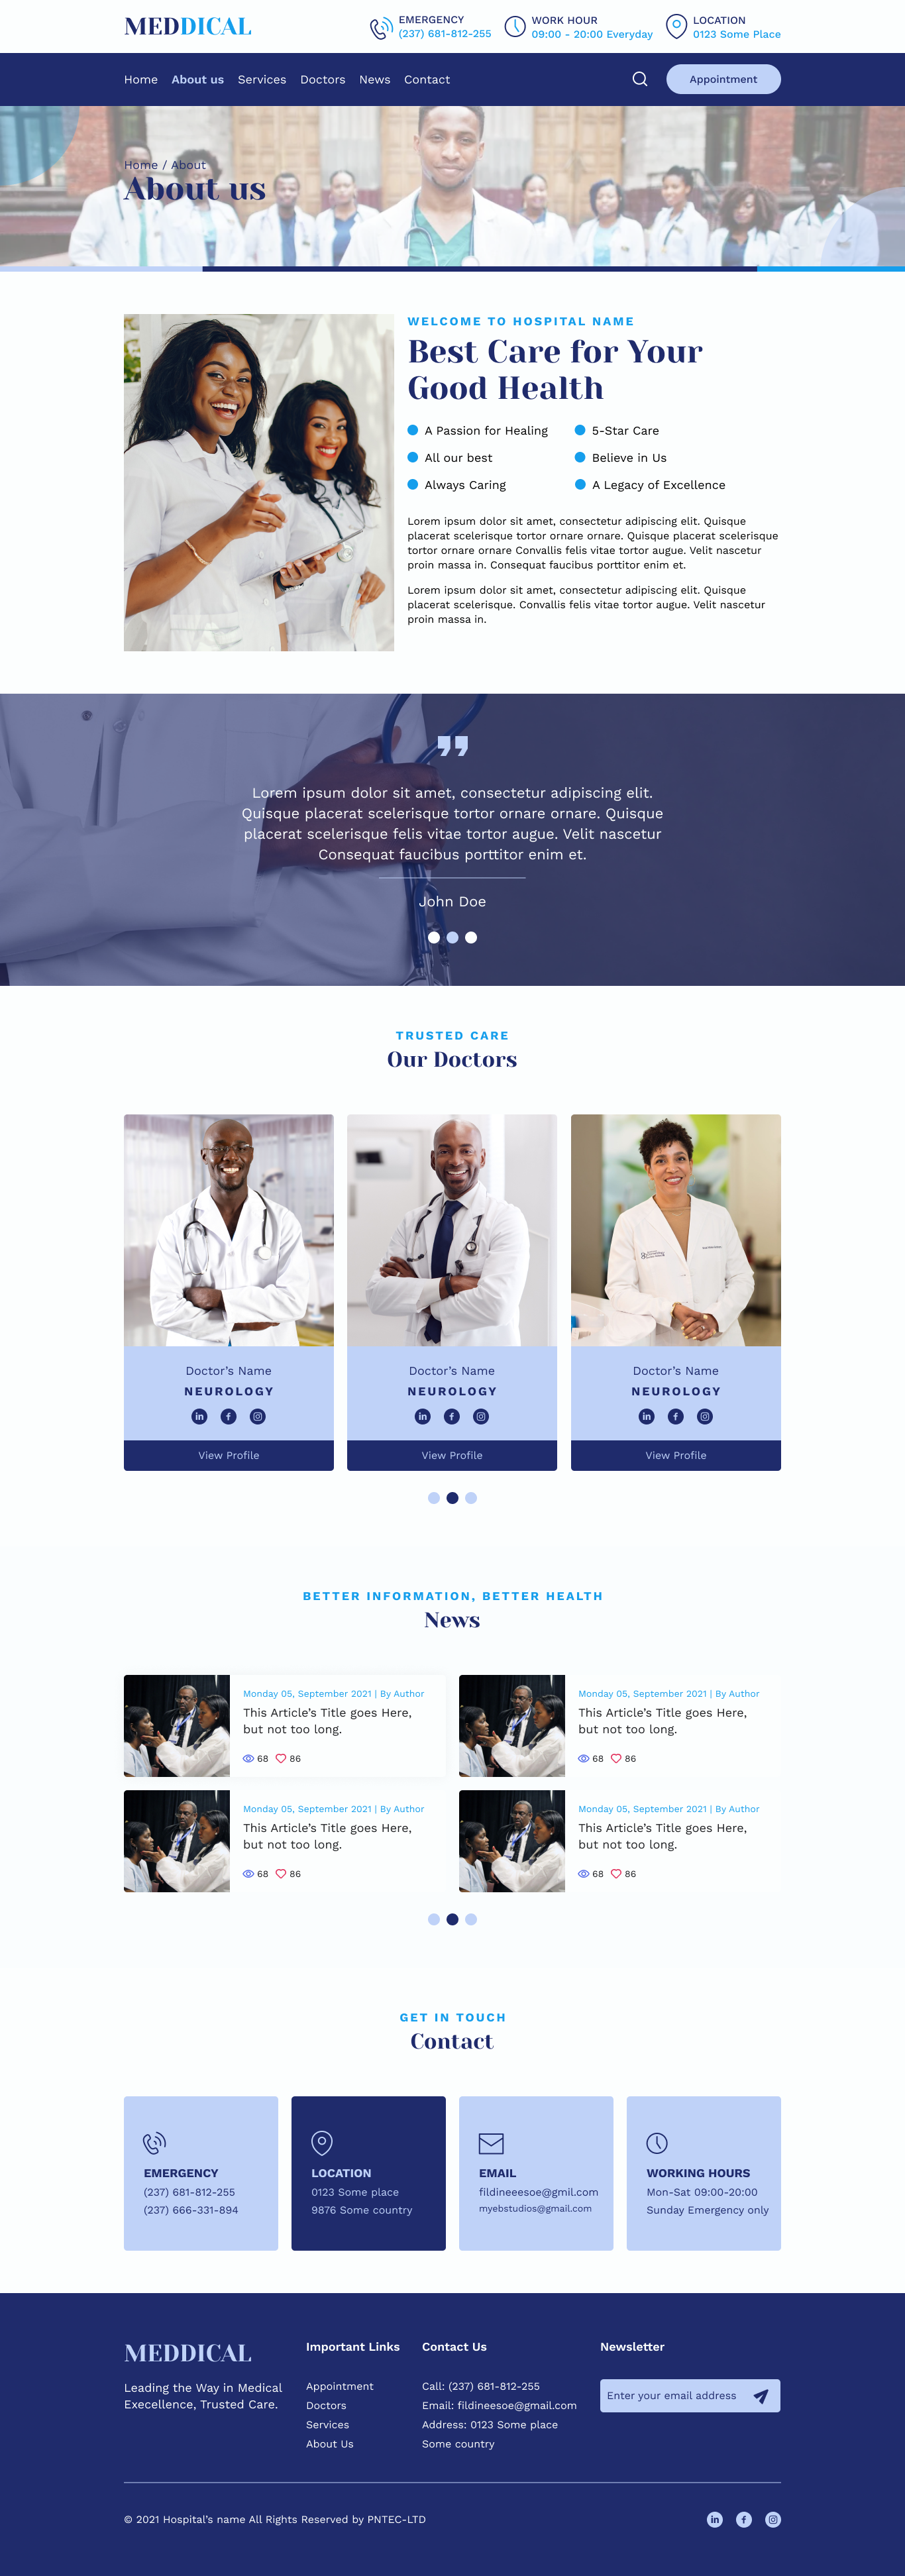 MEDDICAL
EMERGENCY
(237) 681-812-255
WORK HOUR
09:00 - 20:00 Everyday
LOCATION
0123 Some Place
Home About us Services Doctors News Contact
Appointment
Home / About
About us
WELCOME TO HOSPITAL NAME
Best Care for Your
Good Health
A Passion for Healing
5-Star Care
All our best
Believe in Us
Always Caring
A Legacy of Excellence
Lorem ipsum dolor sit amet, consectetur adipiscing elit. Quisque
placerat scelerisque tortor ornare ornare. Quisque placerat scelerisque
tortor ornare ornare Convallis felis vitae tortor augue. Velit nascetur
proin massa in. Consequat faucibus porttitor enim et.
Lorem ipsum dolor sit amet, consectetur adipiscing elit. Quisque
placerat scelerisque. Convallis felis vitae tortor augue. Velit nascetur
proin massa in.
Lorem ipsum dolor sit amet, consectetur adipiscing elit.
Quisque placerat scelerisque tortor ornare ornare. Quisque
placerat scelerisque felis vitae tortor augue. Velit nascetur
Consequat faucibus porttitor enim et.
John Doe
TRUSTED CARE
Our Doctors
Doctor's Name
NEUROLOGY
View Profile
Doctor's Name
NEUROLOGY
View Profile
Doctor's Name
NEUROLOGY
View Profile
BETTER INFORMATION, BETTER HEALTH
News
Monday 05, September 2021 | By Author
This Article's Title goes Here,
but not too long.
68 86
Monday 05, September 2021 | By Author
This Article's Title goes Here,
but not too long.
68 86
Monday 05, September 2021 | By Author
This Article's Title goes Here,
but not too long.
68 86
Monday 05, September 2021 | By Author
This Article's Title goes Here,
but not too long.
68 86
GET IN TOUCH
Contact
EMERGENCY
(237) 681-812-255
(237) 666-331-894
LOCATION
0123 Some place
9876 Some country
EMAIL
fildineeesoe@gmil.com
myebstudios@gmail.com
WORKING HOURS
Mon-Sat 09:00-20:00
Sunday Emergency only
MEDDICAL
Leading the Way in Medical
Execellence, Trusted Care.
Important Links
Appointment
Doctors
Services
About Us
Contact Us
Call: (237) 681-812-255
Email: fildineesoe@gmail.com
Address: 0123 Some place
Some country
Newsletter
Enter your email address
© 2021 Hospital's name All Rights Reserved by PNTEC-LTD